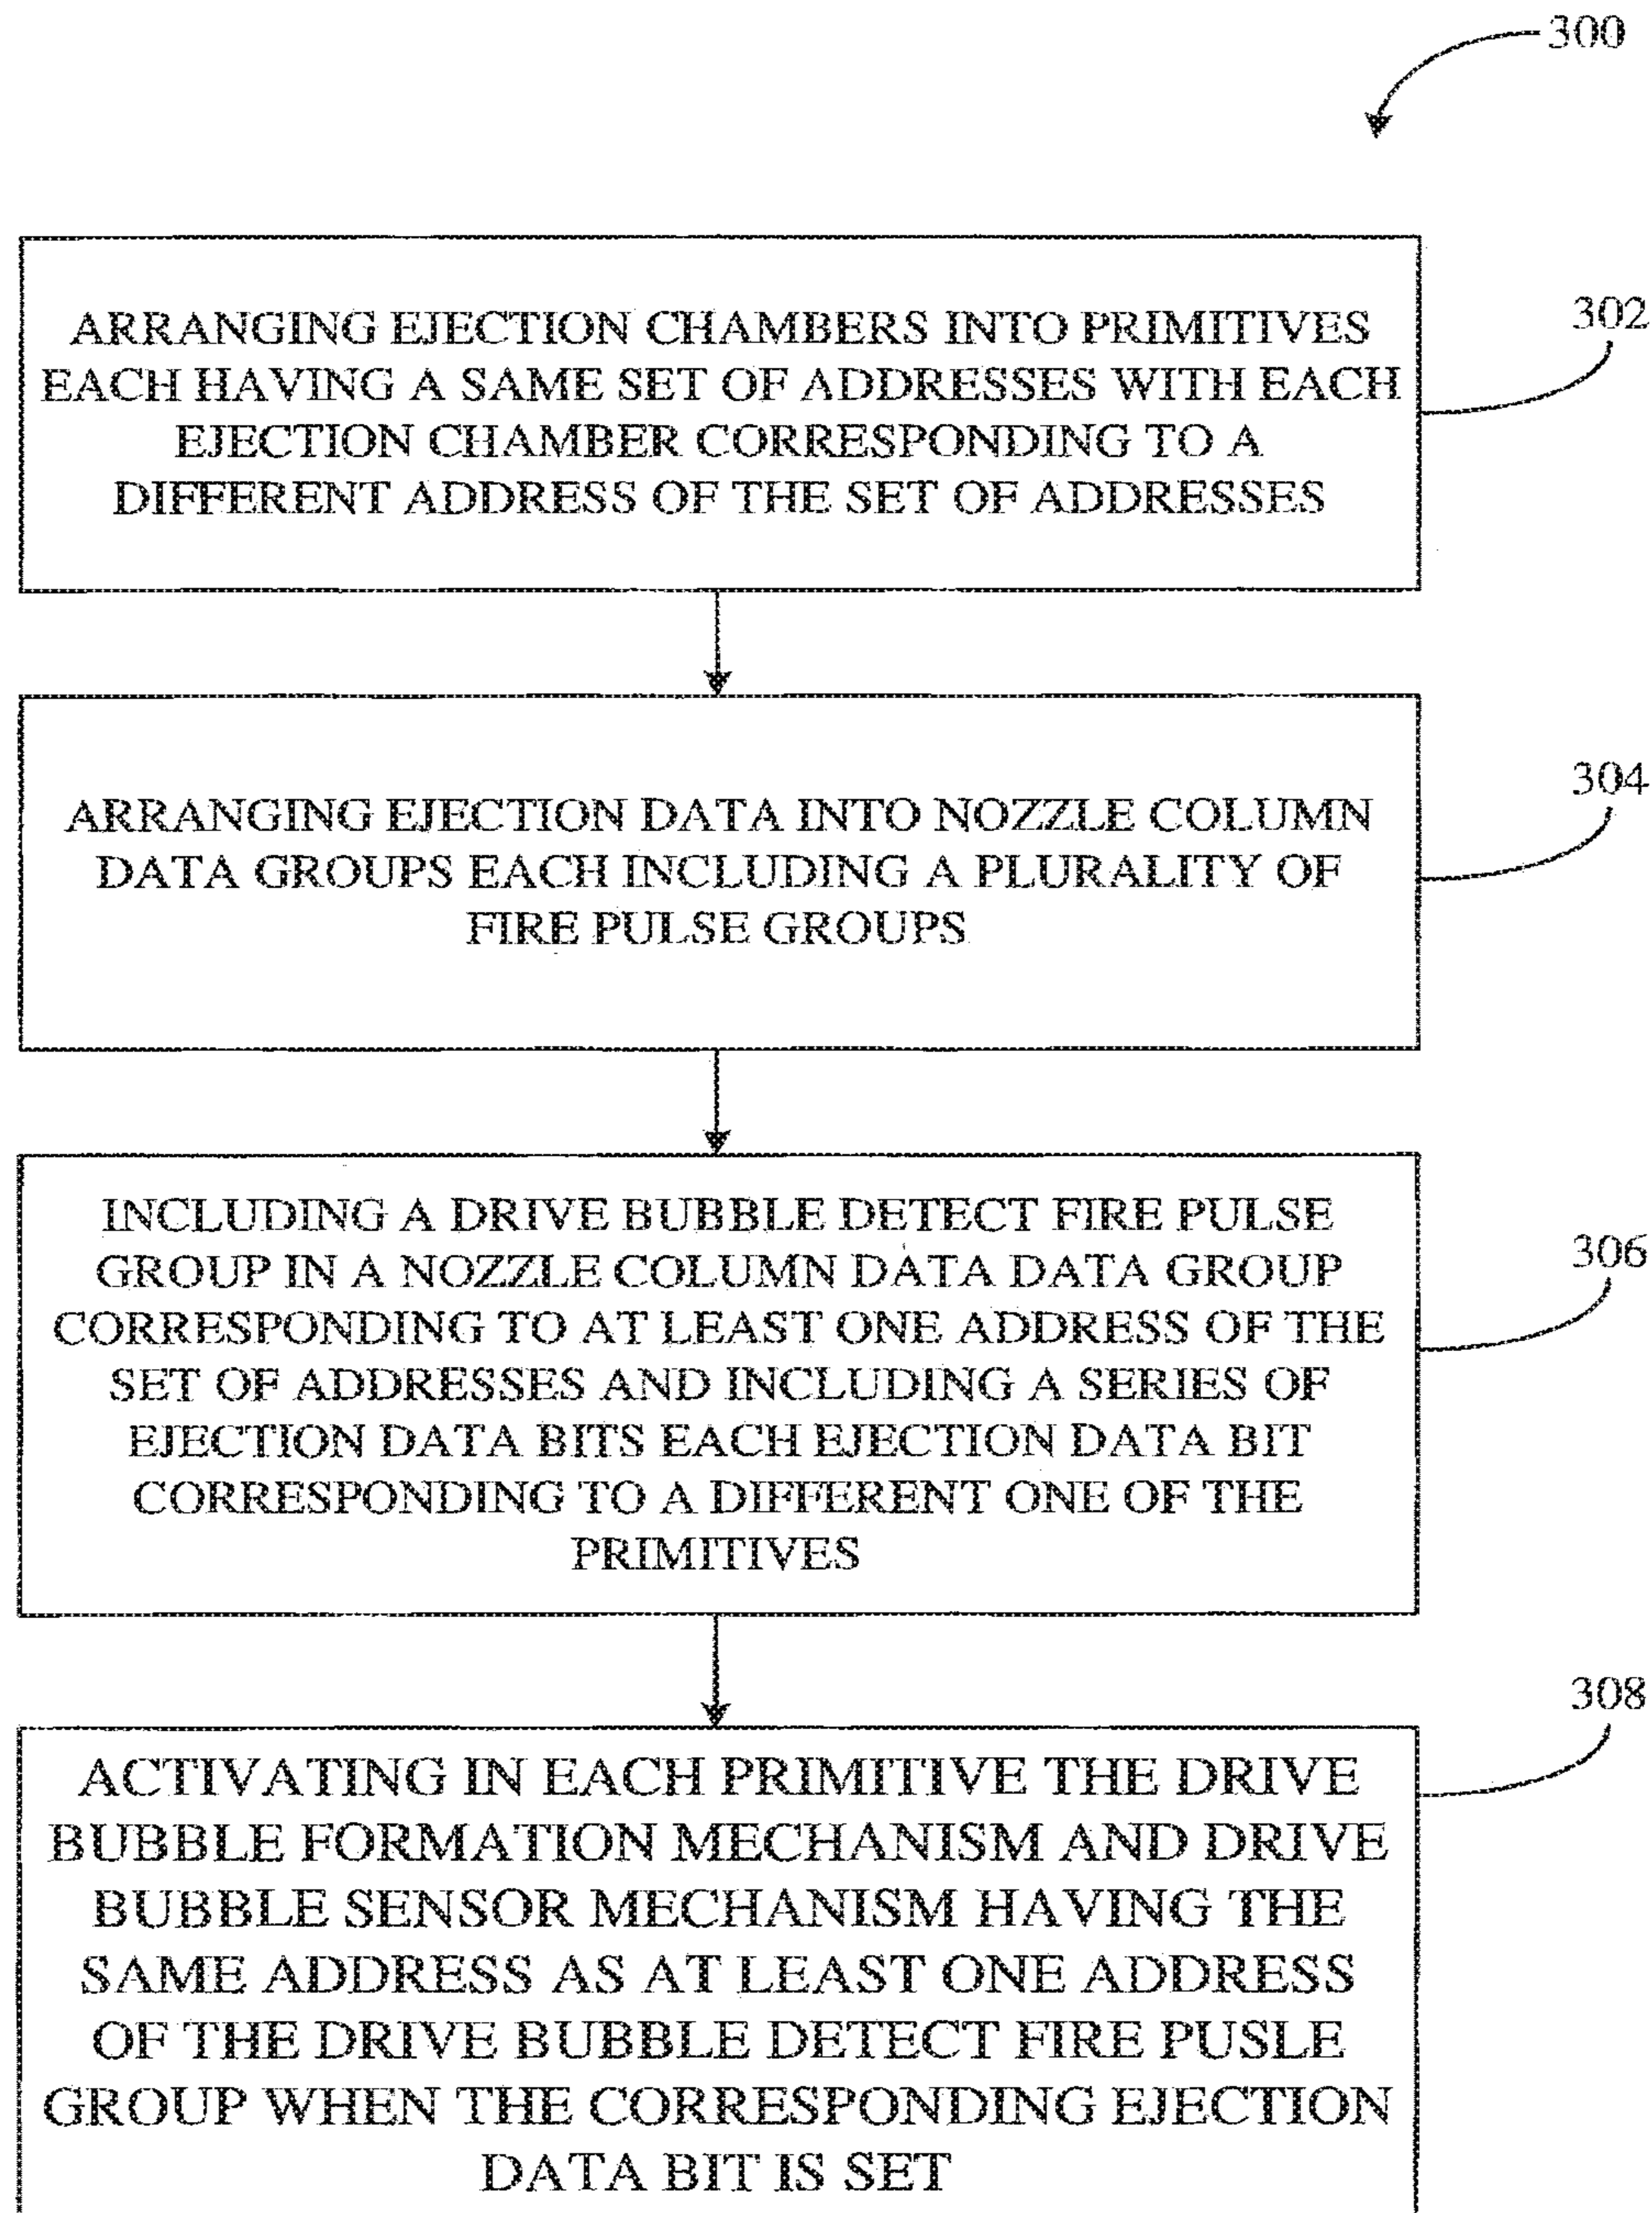 300
302
ARRANGING EJECTION CHAMBERS INTO PRIMITIVES
EACH HAVING A SAME SET OF ADDRESSES WITH EACH
EJECTION CHAMBER CORRESPONDING TO A
DIFFERENT ADDRESS OF THE SET OF ADDRESSES
304
ARRANGING EJECTION DATA INTO NOZZLE COLUMN
DATA GROUPS EACH INCLUDING A PLURALITY OF
FIRE PULSE GROUPS
306
INCLUDING A DRIVE BUBBLE DETECT FIRE PULSE
GROUP IN A NOZZLE COLUMN DATA DATA GROUP
CORRESPONDING TO AT LEAST ONE ADDRESS OF THE
SET OF ADDRESSES AND INCLUDING A SERIES OF
EJECTION DATA BITS EACH EJECTION DATA BIT
CORRESPONDING TO A DIFFERENT ONE OF THE
PRIMITIVES
308
ACTIVATING IN EACH PRIMITIVE THE DRIVE
BUBBLE FORMATION MECHANISM AND DRIVE
BUBBLE SENSOR MECHANISM HAVING THE
SAME ADDRESS AS AT LEAST ONE ADDRESS
OF THE DRIVE BUBBLE DETECT FIRE PUSLE
GROUP WHEN THE CORRESPONDING EJECTION
DATA BIT IS SET